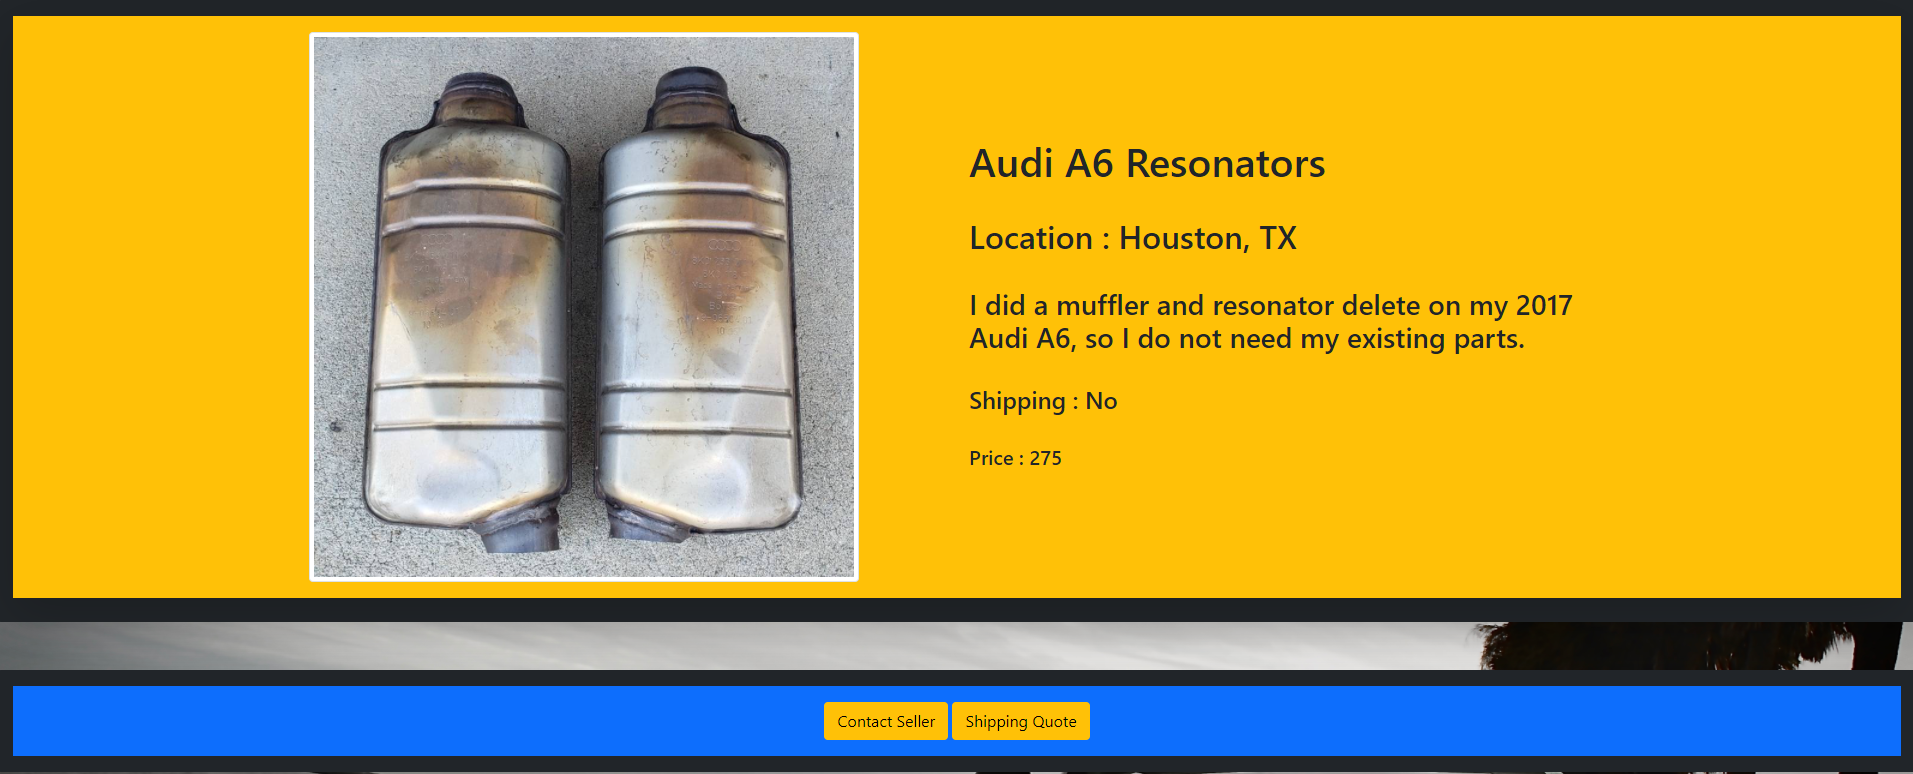 Audi A6 Resonators
Location : Houston, TX
I did a muffler and resonator delete on my 2017
Audi A6, so I do not need my existing parts.
Shipping : No
Price : 275
Contact Seller
Shipping Quote